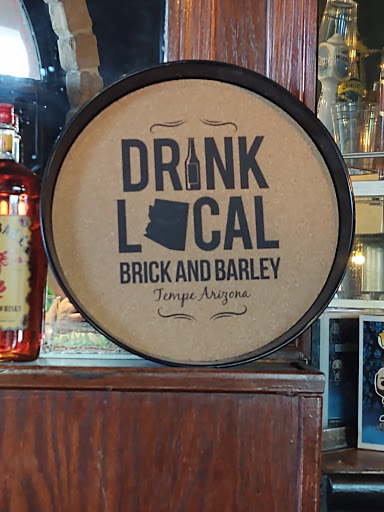 DRINK
LOCAL
BRICK AND BARLEY
Tempe Arizona